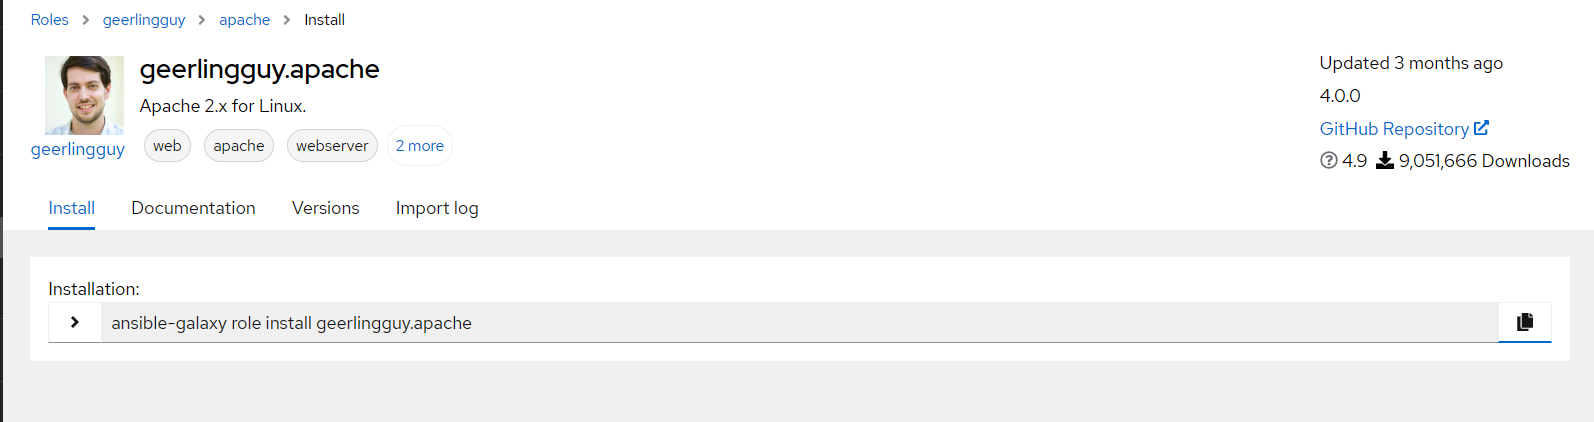 Roles > geerlingguy > apache > Install
geerlingguy.apache
Apache 2.x for Linux.
web apache webserver 2 more
geerlingguy
Updated 3 months ago
4.0.0
GitHub Repository
4.9 9,051,666 Downloads
Install Documentation Versions Import log
Installation:
ansible-galaxy role install geerlingguy.apache